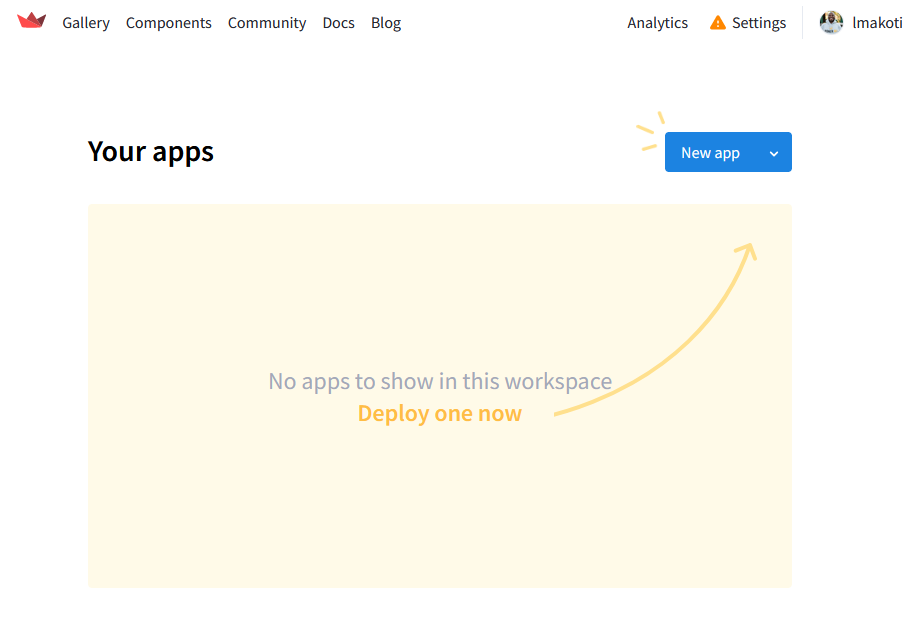 Gallery Components Community Docs Blog Analytics Settings lmakoti
Your apps
New app
No apps to show in this workspace
Deploy one now